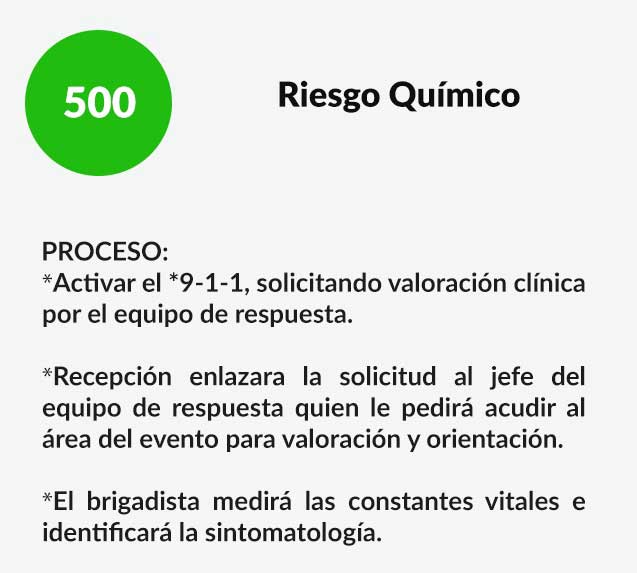 500
Riesgo Químico
PROCESO:
*Activar el *9-1-1, solicitando valoración clínica
por el equipo de respuesta.
*Recepción enlazara la solicitud al jefe del
equipo de respuesta quien le pedirá acudir al
área del evento para valoración y orientación.
*El brigadista medirá las constantes vitales e
identificará la sintomatología.